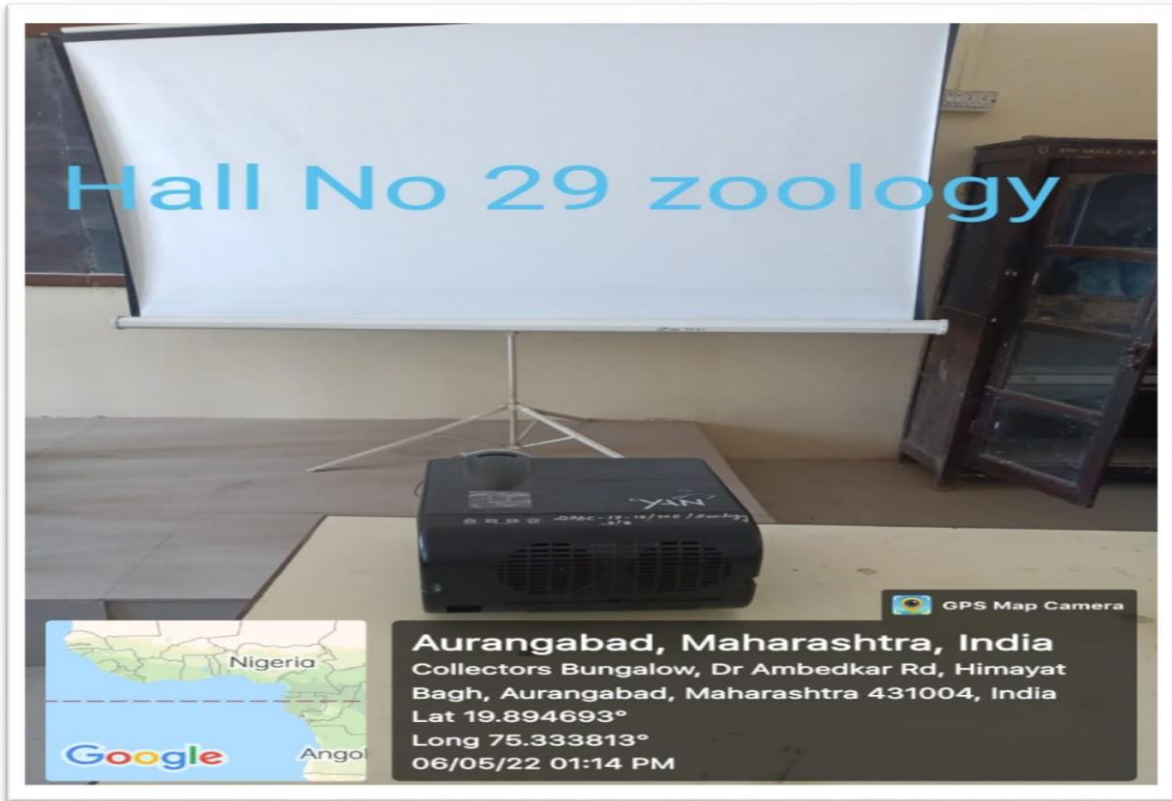 Hall No 29 zoology
GPS Map Camera
Nigeria
Angol
Google
Aurangabad, Maharashtra, India
Collectors Bungalow, Dr Ambedkar Rd, Himayat
Bagh, Aurangabad, Maharashtra 431004, India
Lat 19.894693°
Long 75.333813°
06/05/22 01:14 PM